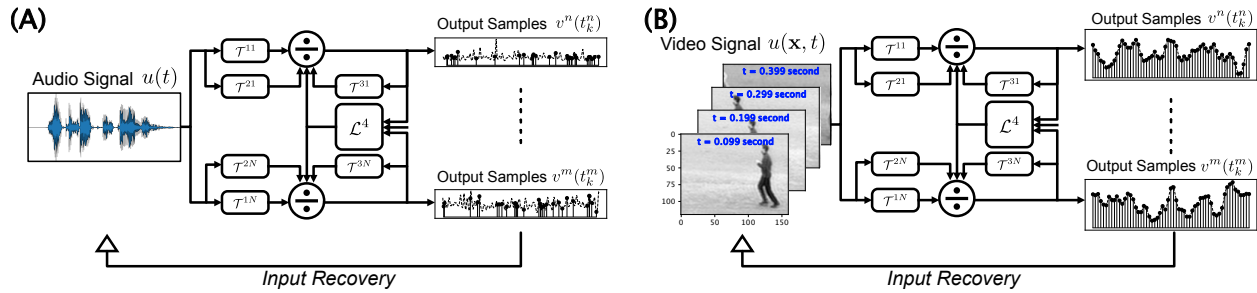 (A)
Audio Signal u(t)
𝒯¹¹
𝒯²¹
÷
𝒯³¹
ℒ⁴
𝒯²ᴺ
𝒯¹ᴺ
÷
𝒯³ᴺ
Output Samples vⁿ(tₖⁿ)
Output Samples vᵐ(tₖᵐ)
Input Recovery
(B)
Video Signal u(𝐱, t)
t = 0.399 second
t = 0.299 second
t = 0.199 second
t = 0.099 second
0
50
100
0 50 100 150
𝒯¹¹
𝒯²¹
÷
𝒯³¹
ℒ⁴
𝒯²ᴺ
𝒯¹ᴺ
÷
𝒯³ᴺ
Output Samples vⁿ(tₖⁿ)
Output Samples vᵐ(tₖᵐ)
Input Recovery